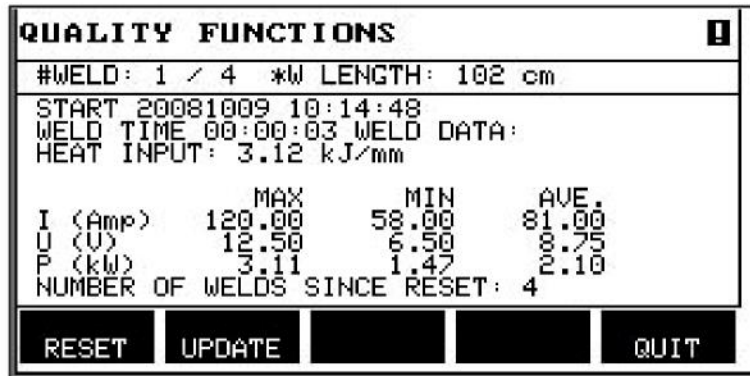 QUALITY FUNCTIONS !
#WELD: 1 / 4 *W LENGTH: 102 cm
START 20081009 10:14:48
WELD TIME 00:00:03 WELD DATA:
HEAT INPUT: 3.12 kJ/mm
MAX MIN AVE.
I (Amp) 120.00 58.00 81.00
U (V) 12.50 6.50 8.75
P (kW) 3.11 1.47 2.10
NUMBER OF WELDS SINCE RESET: 4
RESET UPDATE QUIT